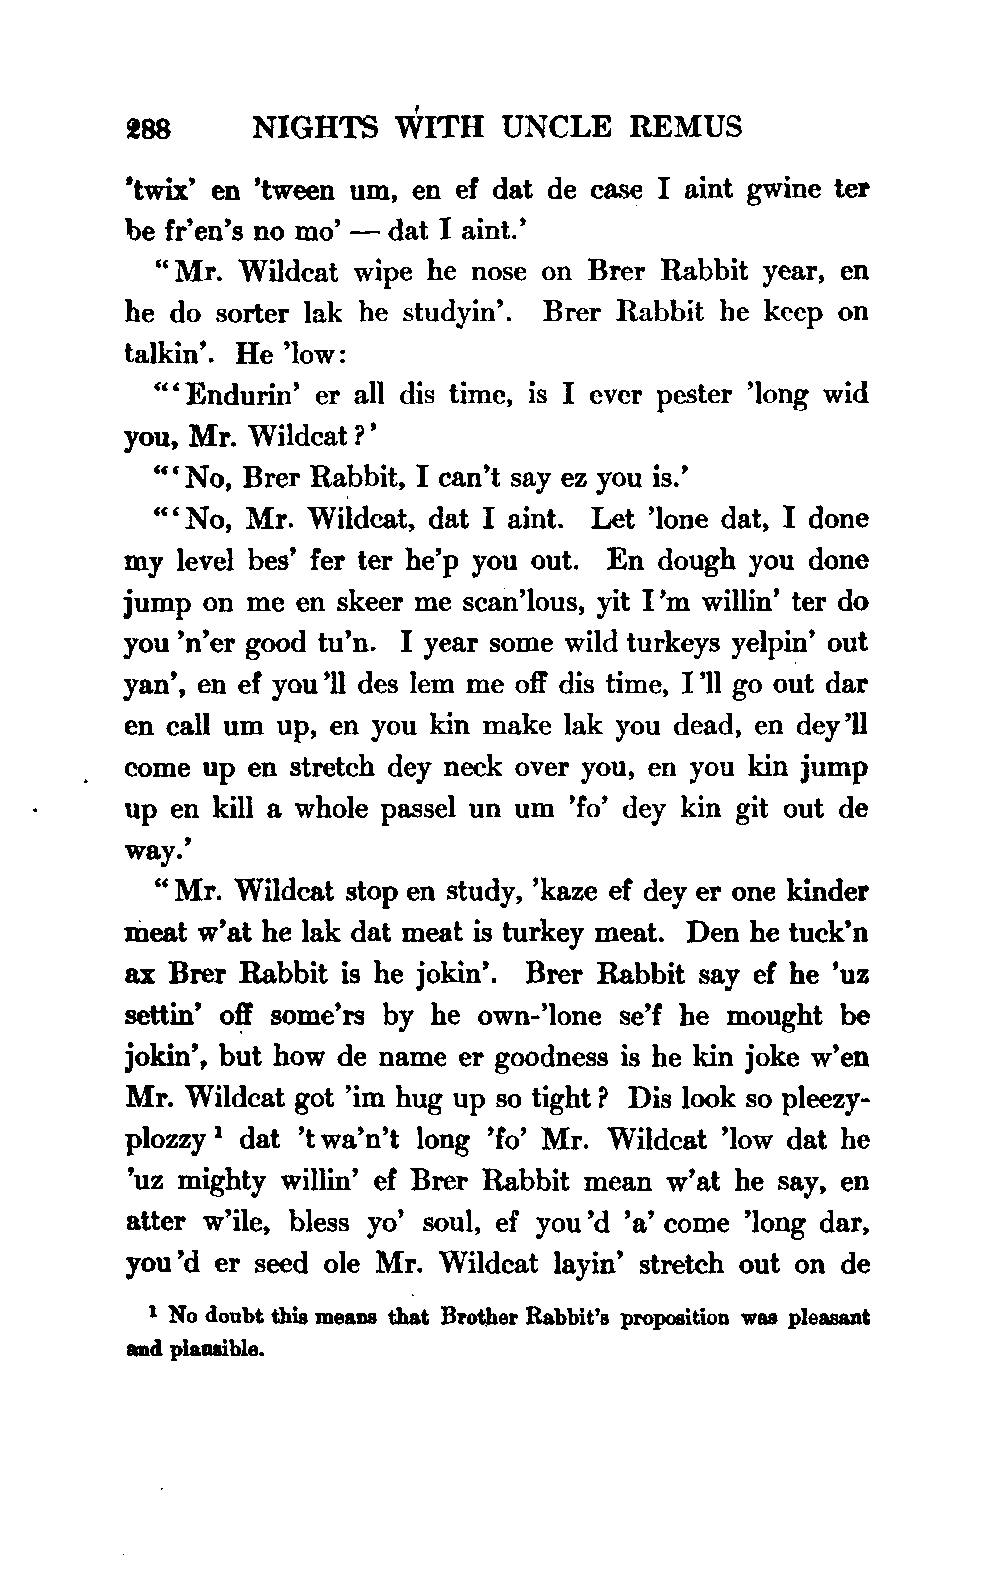 288 NIGHTS WITH UNCLE REMUS
'twix' en 'tween um, en ef dat de case I aint gwine ter
be fr'en's no mo' — dat I aint.'
"Mr. Wildcat wipe he nose on Brer Rabbit year, en
he do sorter lak he studyin'. Brer Rabbit he keep on
talkin'. He 'low:
"'Endurin' er all dis time, is I ever pester 'long wid
you, Mr. Wildcat?'
"'No, Brer Rabbit, I can't say ez you is.'
"'No, Mr. Wildcat, dat I aint. Let 'lone dat, I done
my level bes' fer ter he'p you out. En dough you done
jump on me en skeer me scan'lous, yit I'm willin' ter do
you 'n'er good tu'n. I year some wild turkeys yelpin' out
yan', en ef you'll des lem me off dis time, I'll go out dar
en call um up, en you kin make lak you dead, en dey'll
come up en stretch dey neck over you, en you kin jump
up en kill a whole passel un um 'fo' dey kin git out de
way.'
"Mr. Wildcat stop en study, 'kaze ef dey er one kinder
meat w'at he lak dat meat is turkey meat. Den he tuck'n
ax Brer Rabbit is he jokin'. Brer Rabbit say ef he 'uz
settin' off some'rs by he own-'lone se'f he mought be
jokin', but how de name er goodness is he kin joke w'en
Mr. Wildcat got 'im hug up so tight? Dis look so pleezy-
plozzy¹ dat 't wa'n't long 'fo' Mr. Wildcat 'low dat he
'uz mighty willin' ef Brer Rabbit mean w'at he say, en
atter w'ile, bless yo' soul, ef you'd 'a' come 'long dar,
you'd er seed ole Mr. Wildcat layin' stretch out on de
¹ No doubt this means that Brother Rabbit's proposition was pleasant
and plausible.